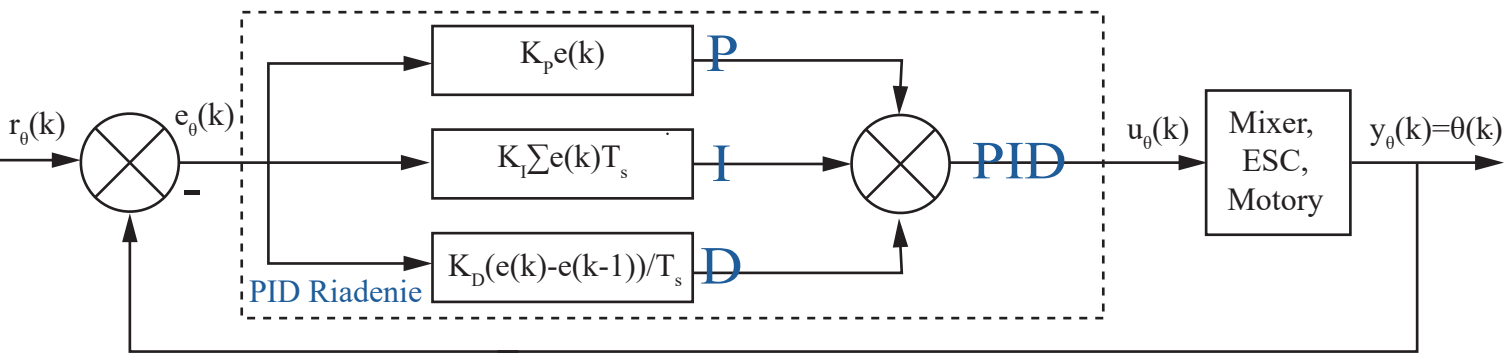 r_θ(k)
e_θ(k)
-
K_P e(k)
P
K_I∑e(k)T_s
I
K_D(e(k)-e(k-1))/T_s
D
PID Riadenie
PID
u_θ(k)
Mixer,
ESC,
Motory
y_θ(k)=θ(k)